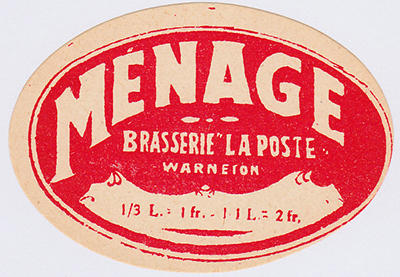 MÉNAGE
BRASSERIE "LA POSTE"
WARNETON
1/3 L. = 1 fr. - 1 L = 2 fr,